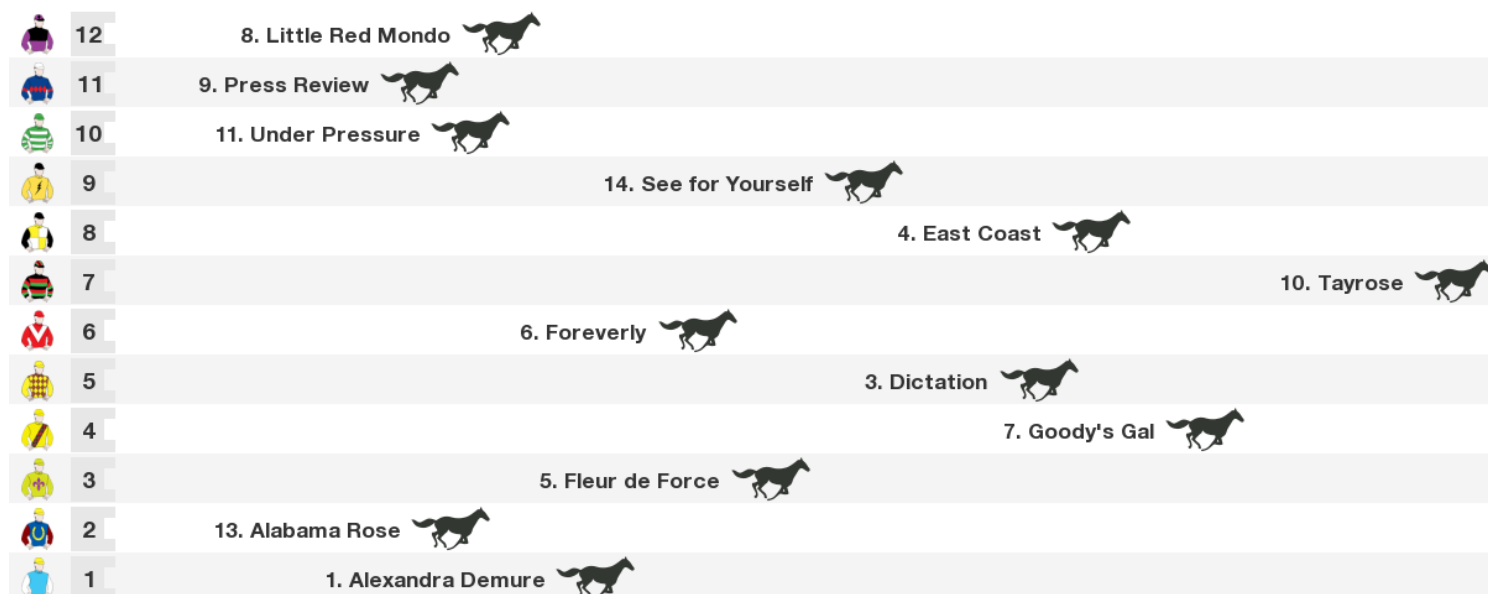 12 8. Little Red Mondo
11 9. Press Review
10 11. Under Pressure
9 14. See for Yourself
8 4. East Coast
7 10. Tayrose
6 6. Foreverly
5 3. Dictation
4 7. Goody's Gal
3 5. Fleur de Force
2 13. Alabama Rose
1 1. Alexandra Demure